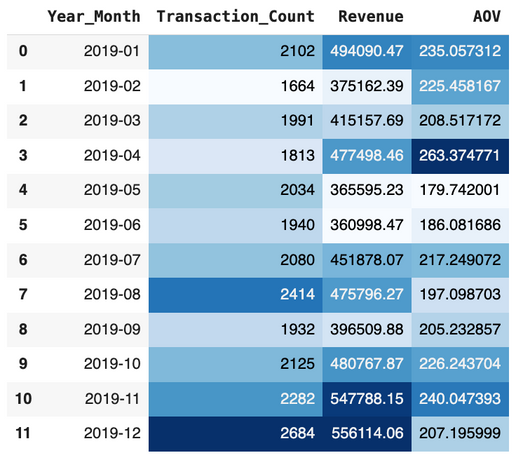 Year_Month Transaction_Count Revenue AOV
0 2019-01 2102 494090.47 235.057312
1 2019-02 1664 375162.39 225.458167
2 2019-03 1991 415157.69 208.517172
3 2019-04 1813 477498.46 263.374771
4 2019-05 2034 365595.23 179.742001
5 2019-06 1940 360998.47 186.081686
6 2019-07 2080 451878.07 217.249072
7 2019-08 2414 475796.27 197.098703
8 2019-09 1932 396509.88 205.232857
9 2019-10 2125 480767.87 226.243704
10 2019-11 2282 547788.15 240.047393
11 2019-12 2684 556114.06 207.195999